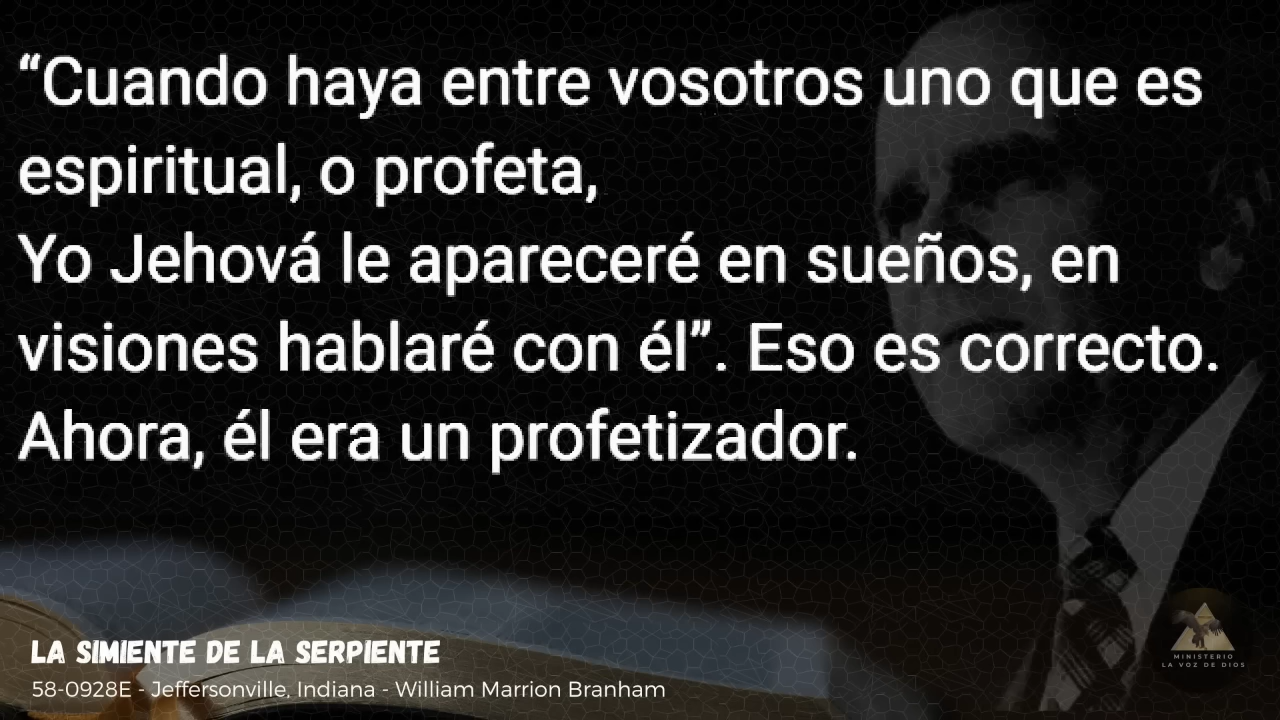 “Cuando haya entre vosotros uno que es
espiritual, o profeta,
Yo Jehová le apareceré en sueños, en
visiones hablaré con él”. Eso es correcto.
Ahora, él era un profetizador.
LA SIMIENTE DE LA SERPIENTE
58-0928E - Jeffersonville, Indiana - William Marrion Branham
MINISTERIO
LA VOZ DE DIOS